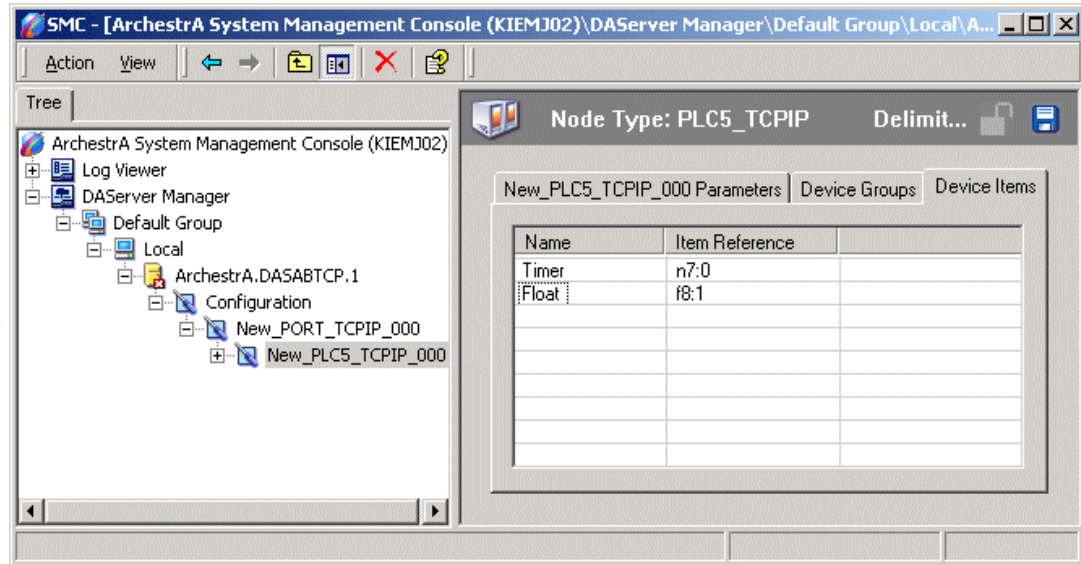 SMC - [ArchestrA System Management Console (KIEMJ02)\DAServer Manager\Default Group\Local\A...
Action View
Tree
ArchestrA System Management Console (KIEMJ02)
Log Viewer
DAServer Manager
Default Group
Local
ArchestrA.DASABTCP.1
Configuration
New_PORT_TCPIP_000
New_PLC5_TCPIP_000
Node Type: PLC5_TCPIP Delimit...
New_PLC5_TCPIP_000 Parameters Device Groups Device Items
Name Item Reference
Timer n7:0
Float f8:1